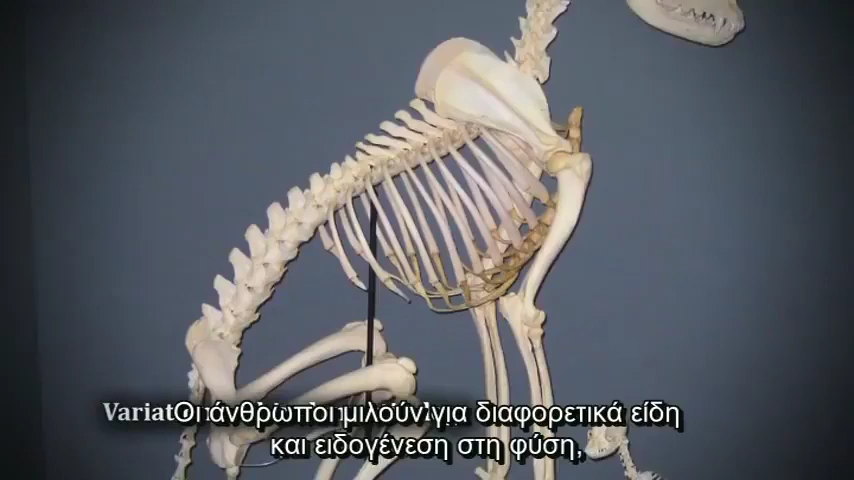 Οι άνθρωποι μιλούν για διαφορετικά είδη
και ειδογένεση στη φύση,